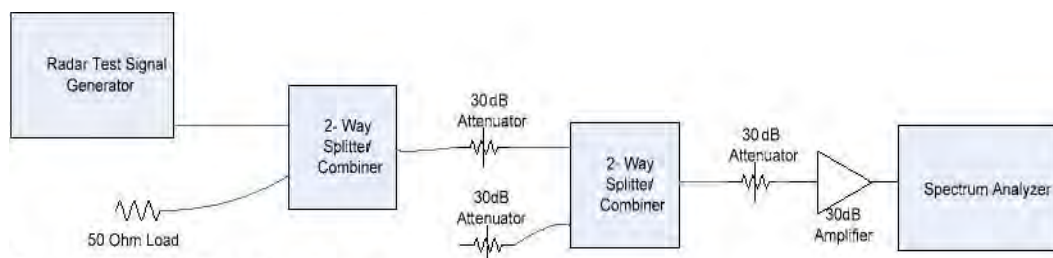 Radar Test Signal
Generator
50 Ohm Load
2- Way
Splitter/
Combiner
30dB
Attenuator
30dB
Attenuator
2- Way
Splitter/
Combiner
30dB
Attenuator
30dB
Amplifier
Spectrum Analyzer